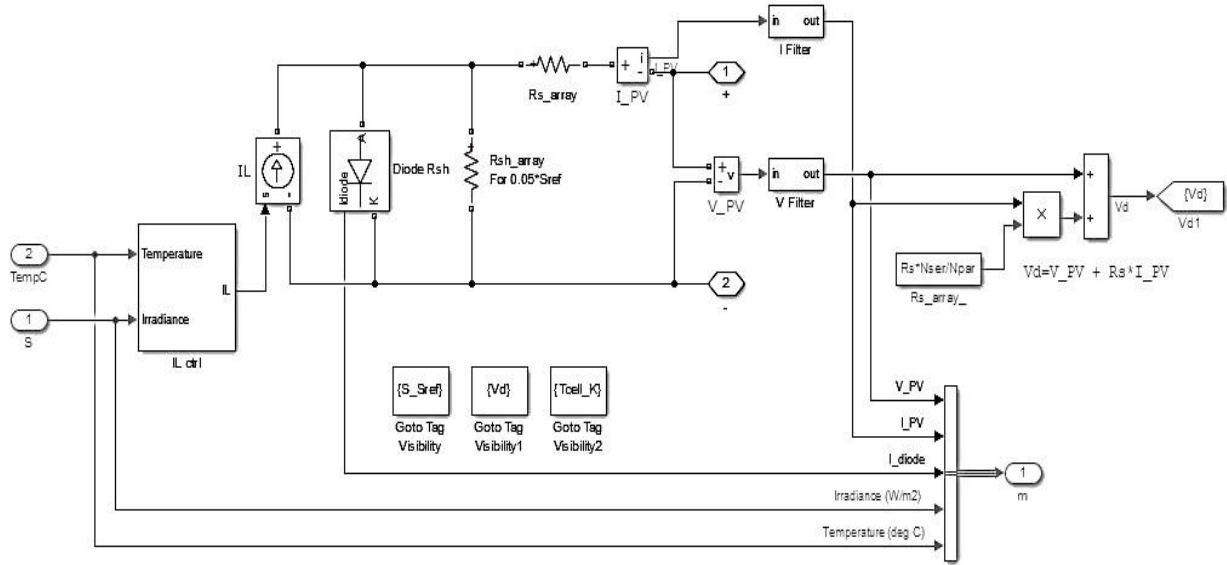 in out
I Filter
+ i
-
I_PV
I_PV
1
+
Rs_array
+
A
Idiode
K
Diode Rsh
Rsh_array
For 0.05*Sref
IL
+
s -
+
- v
V_PV
in out
V Filter
+
+
Vd
{Vd}
Vd1
X
Rs*Nser/Npar
Rs_array_
Vd=V_PV + Rs*I_PV
2
TempC
1
S
Temperature
IL
Irradiance
IL ctrl
2
-
{S_Sref}
Goto Tag
Visibility
{Vd}
Goto Tag
Visibility1
{Tcell_K}
Goto Tag
Visibility2
V_PV
I_PV
I_diode
Irradiance (W/m2)
Temperature (deg C)
1
m